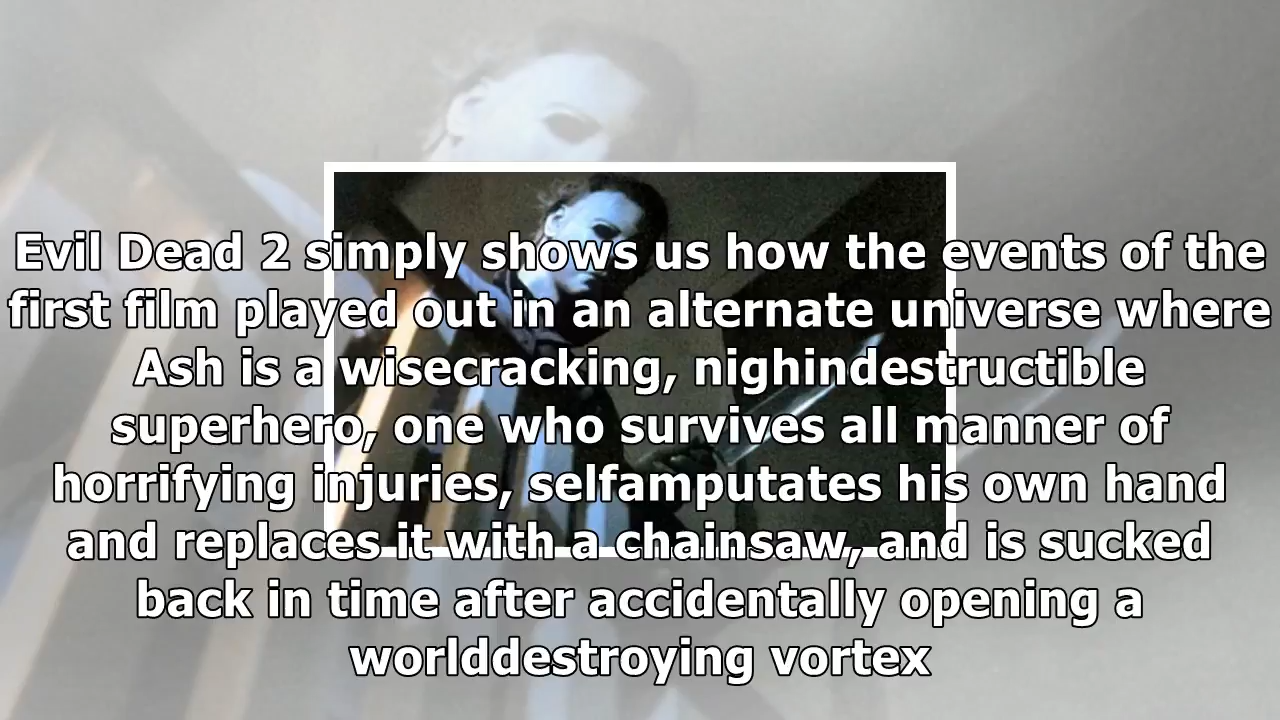 Evil Dead 2 simply shows us how the events of the
first film played out in an alternate universe where
Ash is a wisecracking, nighindestructible
superhero, one who survives all manner of
horrifying injuries, selfamputates his own hand
and replaces it with a chainsaw, and is sucked
back in time after accidentally opening a
worlddestroying vortex